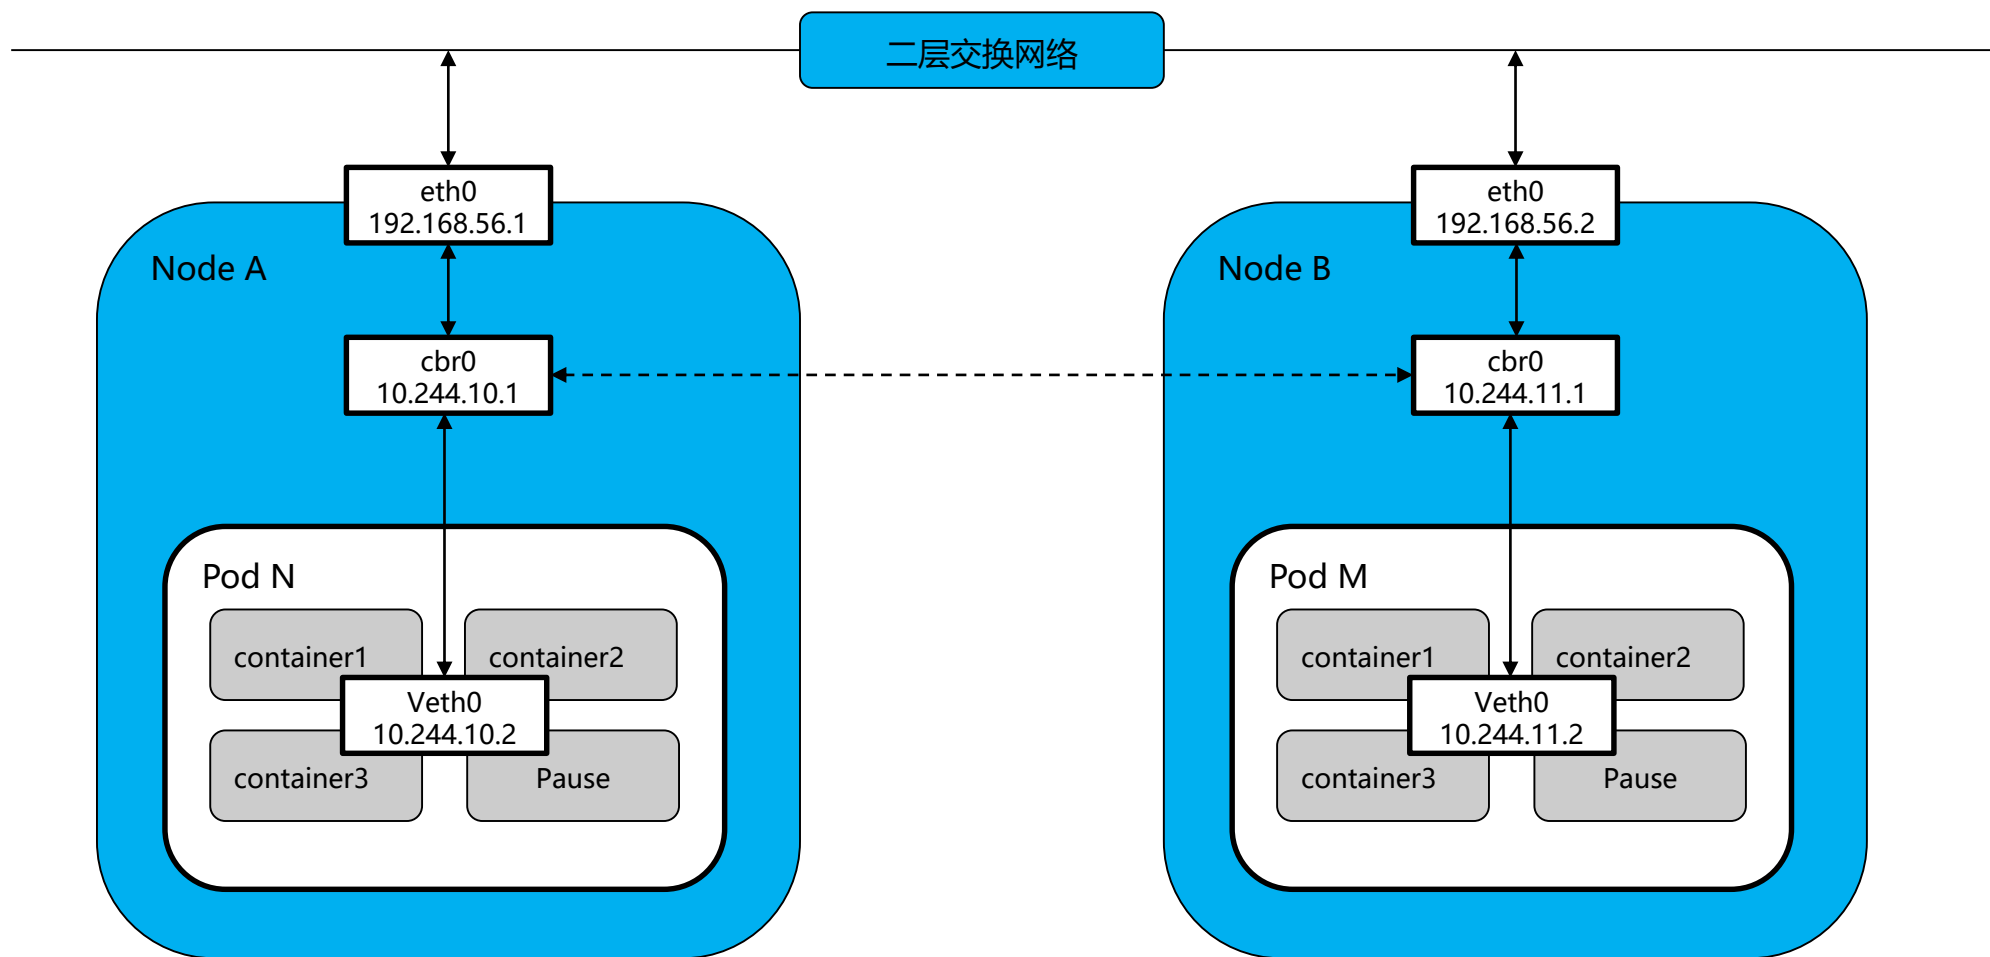 二层交换网络
eth0
192.168.56.1
Node A
cbr0
10.244.10.1
Pod N
container1
container2
Veth0
10.244.10.2
container3
Pause
eth0
192.168.56.2
Node B
cbr0
10.244.11.1
Pod M
container1
container2
Veth0
10.244.11.2
container3
Pause